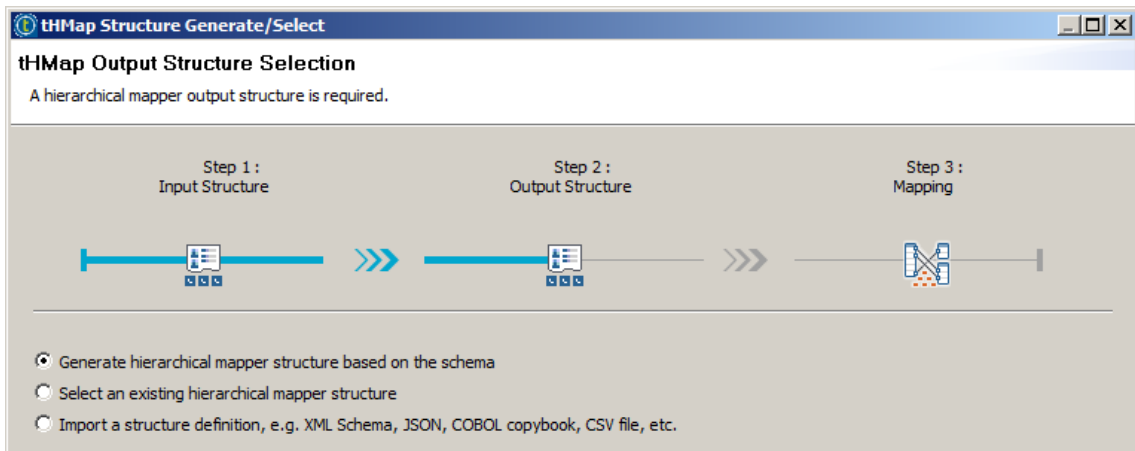 tHMap Structure Generate/Select
tHMap Output Structure Selection
A hierarchical mapper output structure is required.
Step 1 :
Input Structure
Step 2 :
Output Structure
Step 3 :
Mapping
Generate hierarchical mapper structure based on the schema
Select an existing hierarchical mapper structure
Import a structure definition, e.g. XML Schema, JSON, COBOL copybook, CSV file, etc.